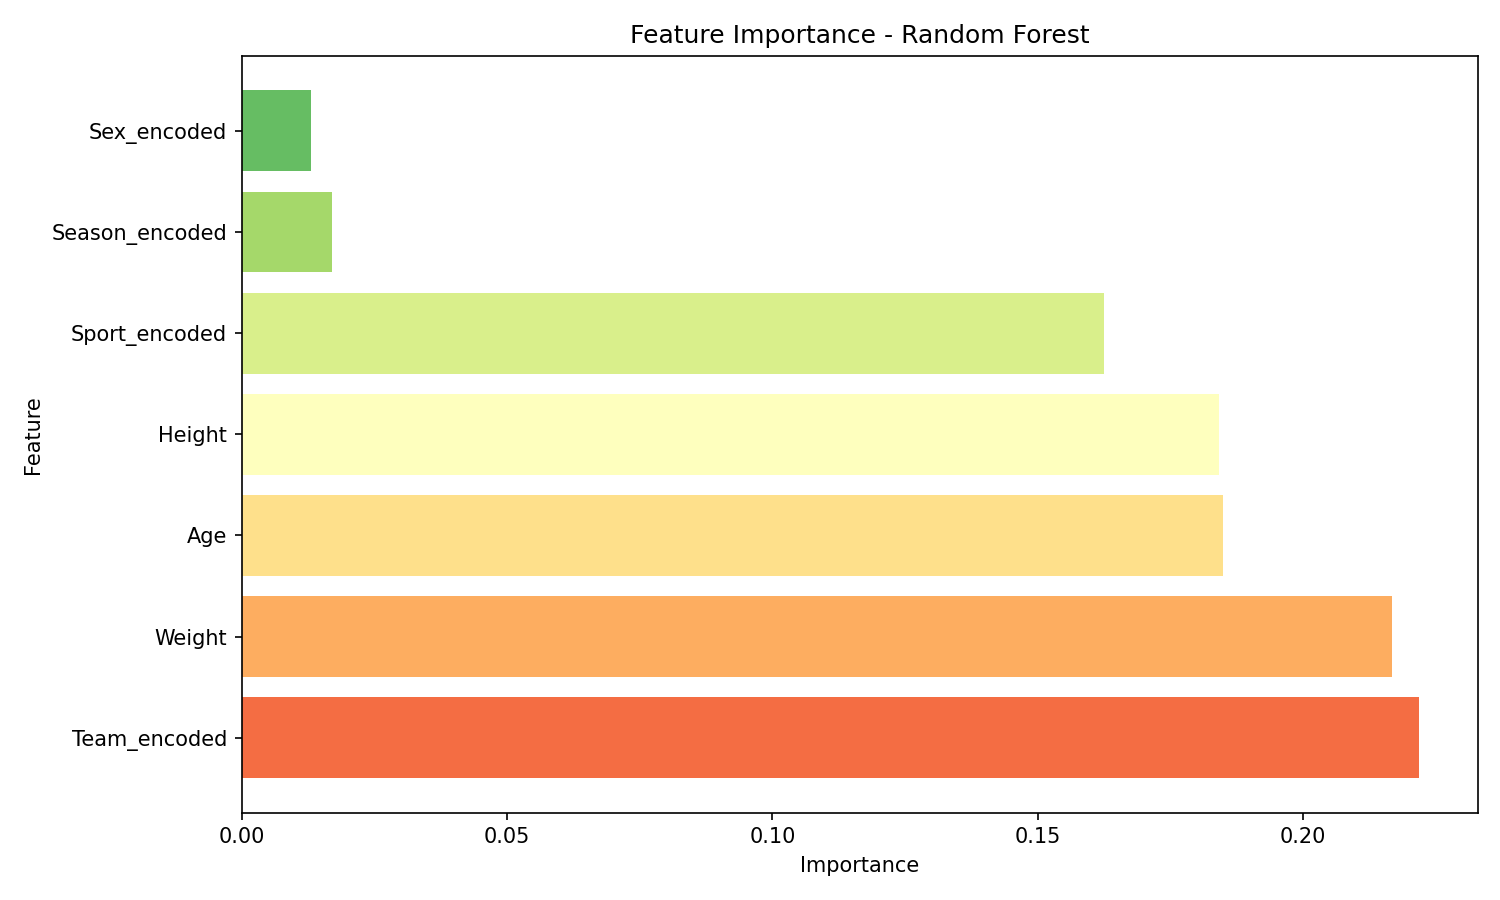 Feature Importance - Random Forest
Sex_encoded
Season_encoded
Sport_encoded
Height
Age
Weight
Team_encoded
Feature
0.00 0.05 0.10 0.15 0.20
Importance